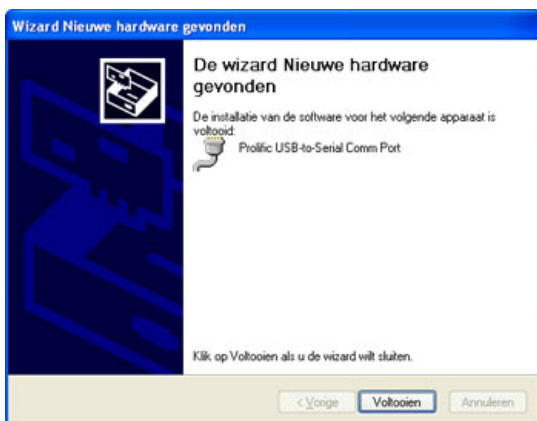 Wizard Nieuwe hardware gevonden
De wizard Nieuwe hardware
gevonden
De installatie van de software voor het volgende apparaat is
voltooid:
Prolific USB-to-Serial Comm Port
Klik op Voltooien als u de wizard wilt sluiten.
< Vorige
Voltooien
Annuleren